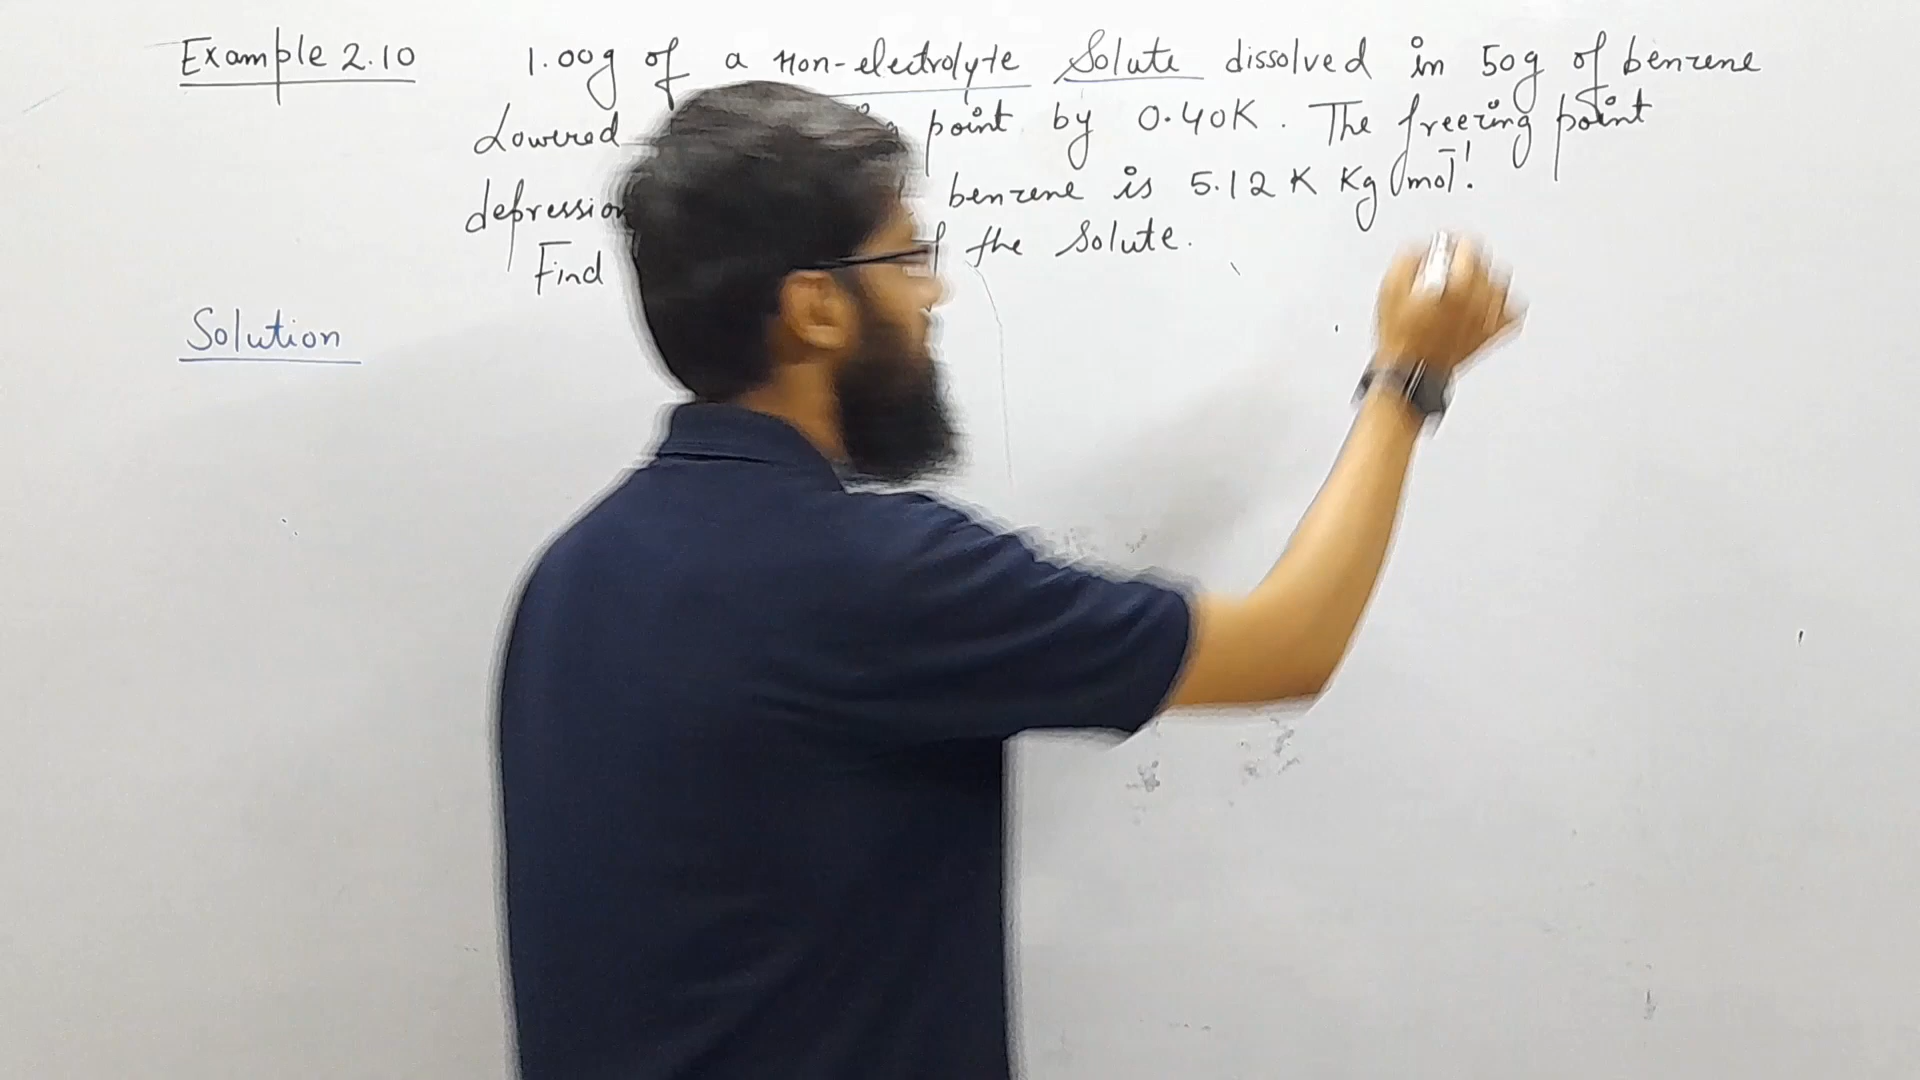 Example 2.10 1.00g of a non-electrolyte Solute dissolved in 50g of benzene
Lowered point by 0.40K. The freezing point
depression benzene is 5.12 K Kg mol⁻¹.
Find of the Solute.
Solution